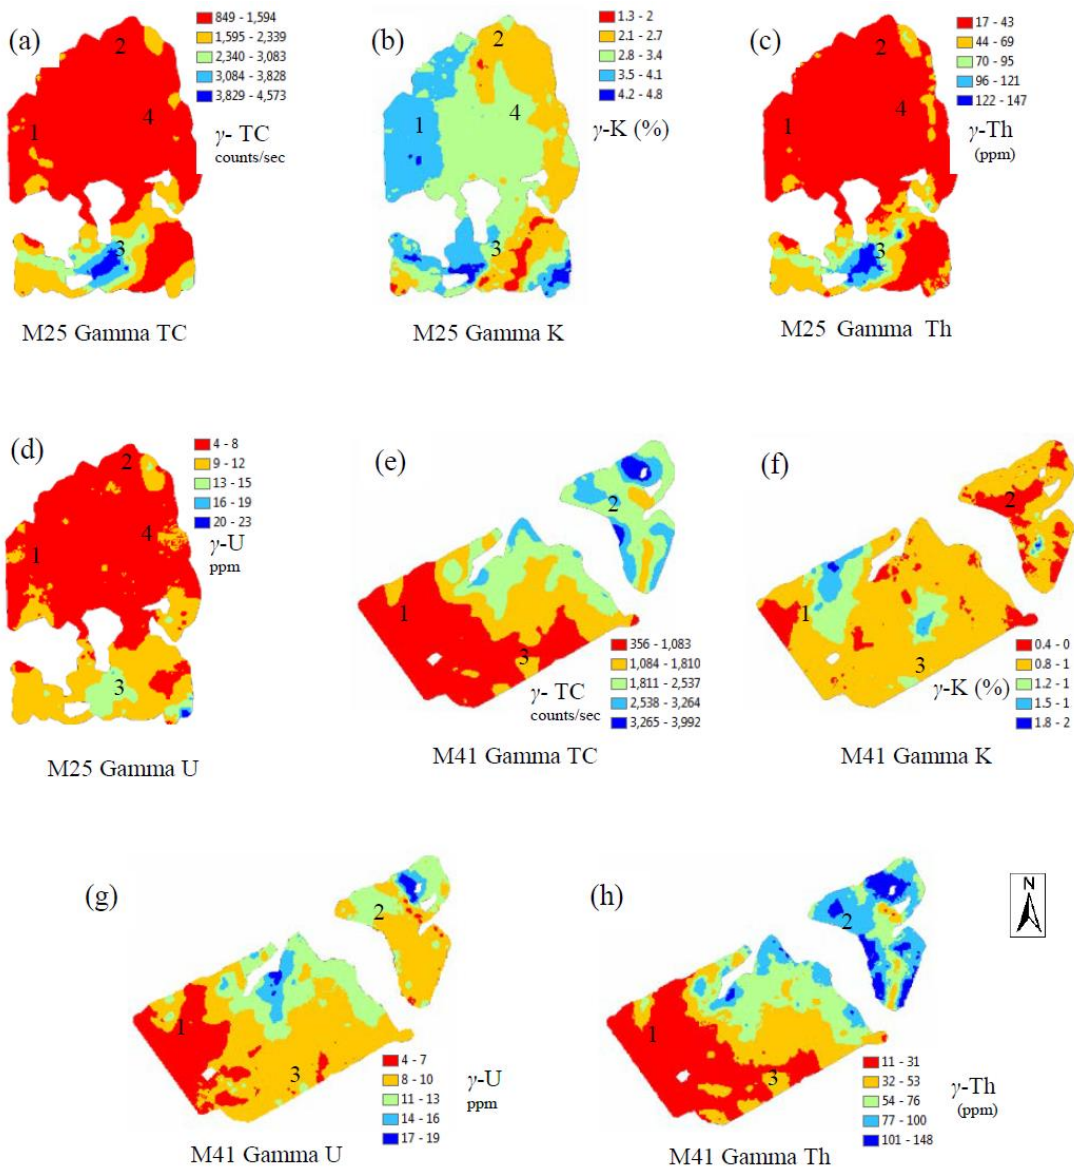 (a)
849 - 1,594
1,595 - 2,339
2,340 - 3,083
3,084 - 3,828
3,829 - 4,573
γ- TC
counts/sec
2
4
1
3
M25 Gamma TC
(b)
1.3 - 2
2.1 - 2.7
2.8 - 3.4
3.5 - 4.1
4.2 - 4.8
γ-K (%)
2
4
1
3
M25 Gamma K
(c)
17 - 43
44 - 69
70 - 95
96 - 121
122 - 147
γ-Th
(ppm)
2
4
1
3
M25 Gamma Th
(d)
4 - 8
9 - 12
13 - 15
16 - 19
20 - 23
γ-U
ppm
2
4
1
3
M25 Gamma U
(e)
2
1
3
356 - 1,083
1,084 - 1,810
1,811 - 2,537
2,538 - 3,264
3,265 - 3,992
γ- TC
counts/sec
M41 Gamma TC
(f)
2
1
3
0.4 - 0
0.8 - 1
1.2 - 1
1.5 - 1
1.8 - 2
γ-K (%)
M41 Gamma K
(g)
2
1
3
4 - 7
8 - 10
11 - 13
14 - 16
17 - 19
γ-U
ppm
M41 Gamma U
(h)
2
1
3
11 - 31
32 - 53
54 - 76
77 - 100
101 - 148
γ-Th
(ppm)
M41 Gamma Th
N